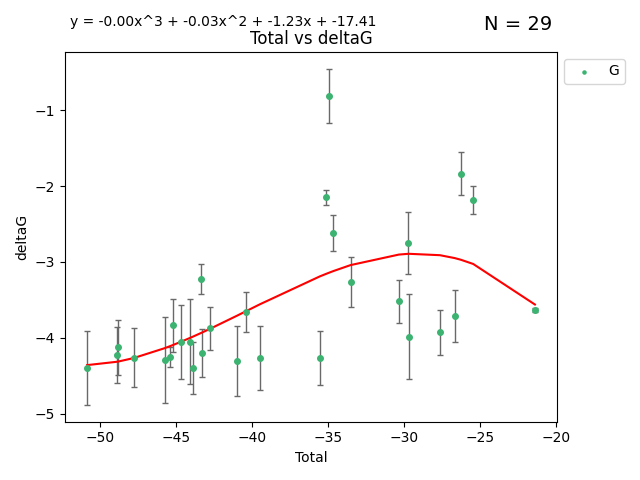 y = -0.00x^3 + -0.03x^2 + -1.23x + -17.41
N = 29
Total vs deltaG
G
−1
−2
−3
−4
−5
deltaG
−50
−45
−40
−35
−30
−25
−20
Total